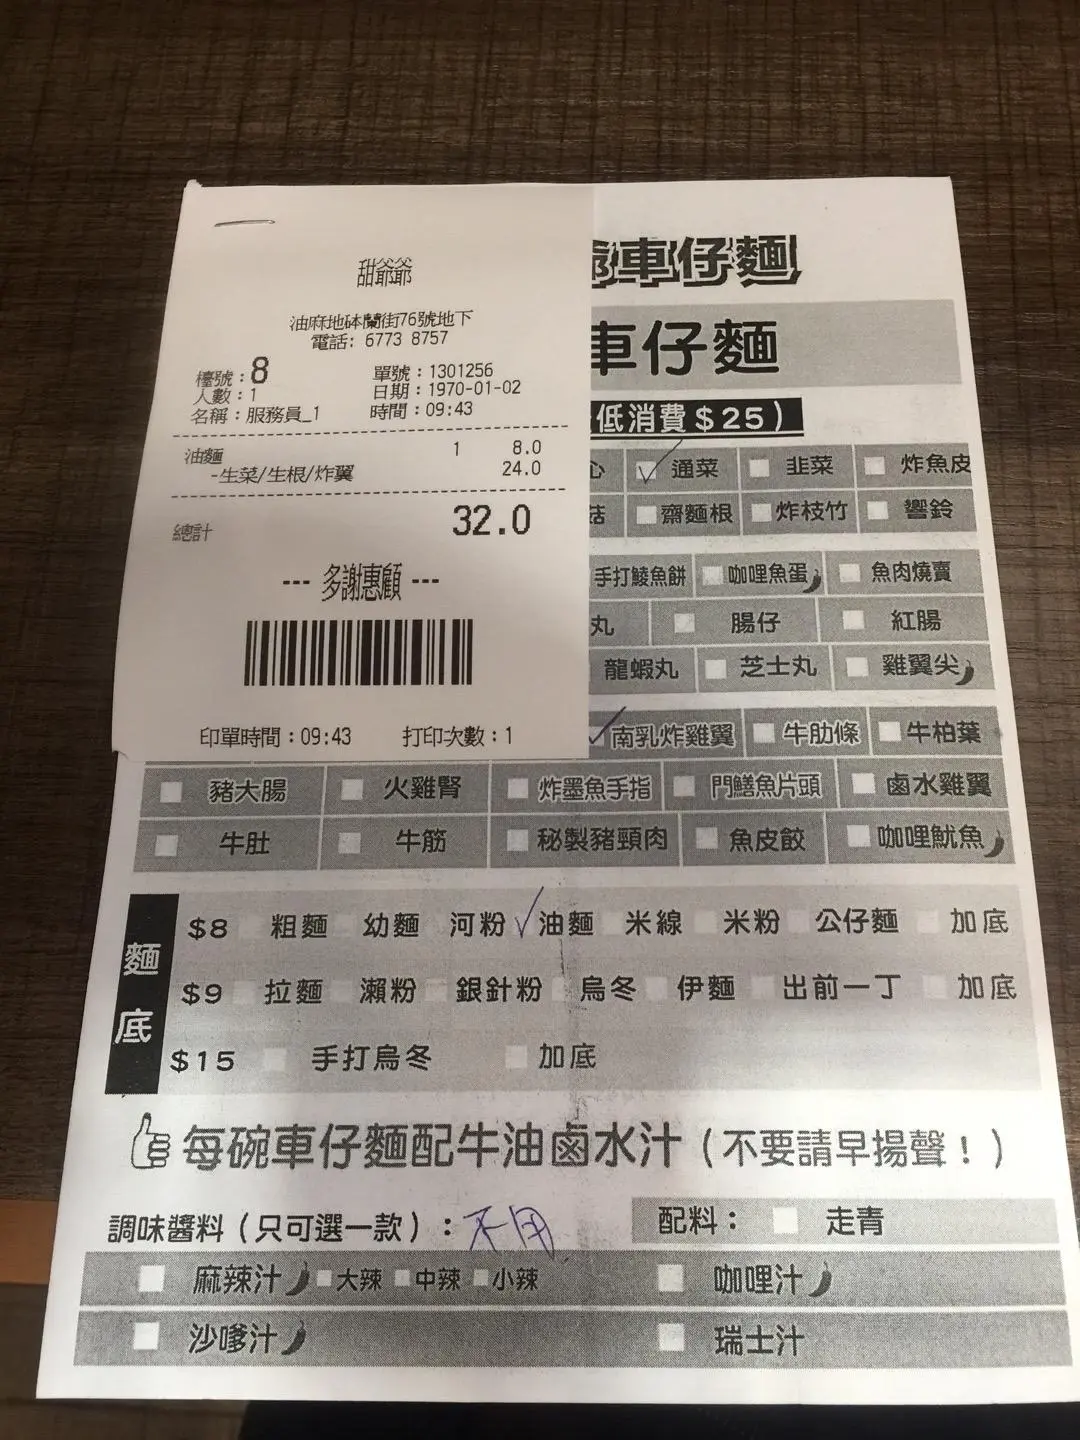 甜爺爺
油麻地砵蘭街76號地下
電話: 6773 8757
檯號:8
單號:1301256
人數:1
日期:1970-01-02
名稱:服務員_1
時間:09:43
油麵 1 8.0
-生菜/生根/炸翼 24.0
總計 32.0
--- 多謝惠顧 ---
印單時間:09:43 打印次數:1
爺車仔麵
車仔麵
低消費$25)
心 通菜 韭菜 炸魚皮
菇 齋麵根 炸枝竹 響鈴
手打鯪魚餅 咖哩魚蛋 魚肉燒賣
丸 腸仔 紅腸
龍蝦丸 芝士丸 雞翼尖
南乳炸雞翼 牛肋條 牛柏葉
豬大腸 火雞腎 炸墨魚手指 門鱔魚片頭 鹵水雞翼
牛肚 牛筋 秘製豬頸肉 魚皮餃 咖哩魷魚
麵底
$8 粗麵 幼麵 河粉 油麵 米線 米粉 公仔麵 加底
$9 拉麵 瀨粉 銀針粉 烏冬 伊麵 出前一丁 加底
$15 手打烏冬 加底
每碗車仔麵配牛油鹵水汁(不要請早揚聲!)
調味醬料(只可選一款): 不用
配料: 走青
麻辣汁 大辣 中辣 小辣 咖哩汁
沙嗲汁 瑞士汁